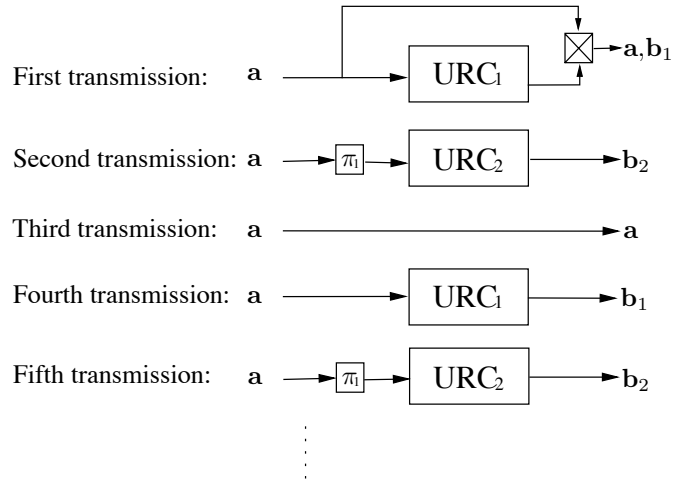 First transmission: a URC₁ a,b₁
Second transmission: a π₁ URC₂ b₂
Third transmission: a a
Fourth transmission: a URC₁ b₁
Fifth transmission: a π₁ URC₂ b₂